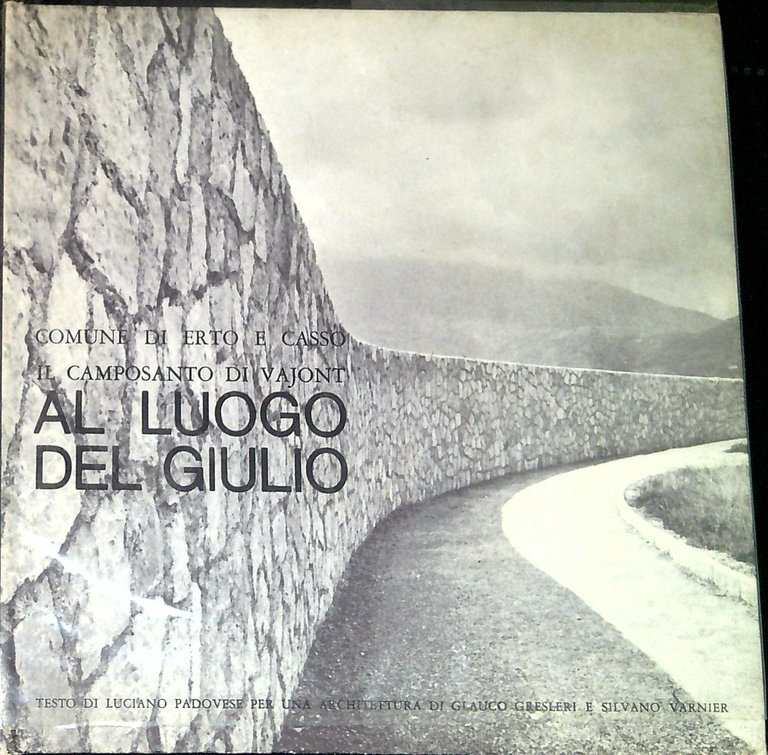 COMUNE DI ERTO E CASSO
IL CAMPOSANTO DI VAJONT
AL LUOGO
DEL GIULIO
TESTO DI LUCIANO PADOVESE PER UNA ARCHITETTURA DI GLAUCO GRESLERI E SILVANO VARNIER